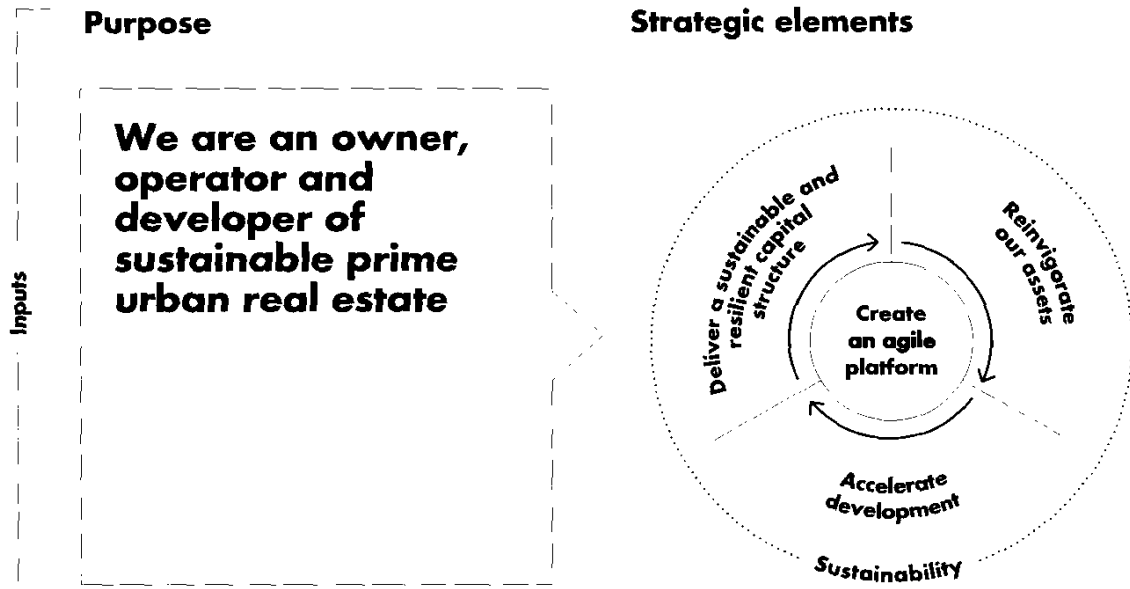 Purpose
Strategic elements
Inputs
We are an owner,
operator and
developer of
sustainable prime
urban real estate
Deliver a sustainable and
resilient capital
structure
Reinvigorate
our assets
Create
an agile
platform
Accelerate
development
Sustainability